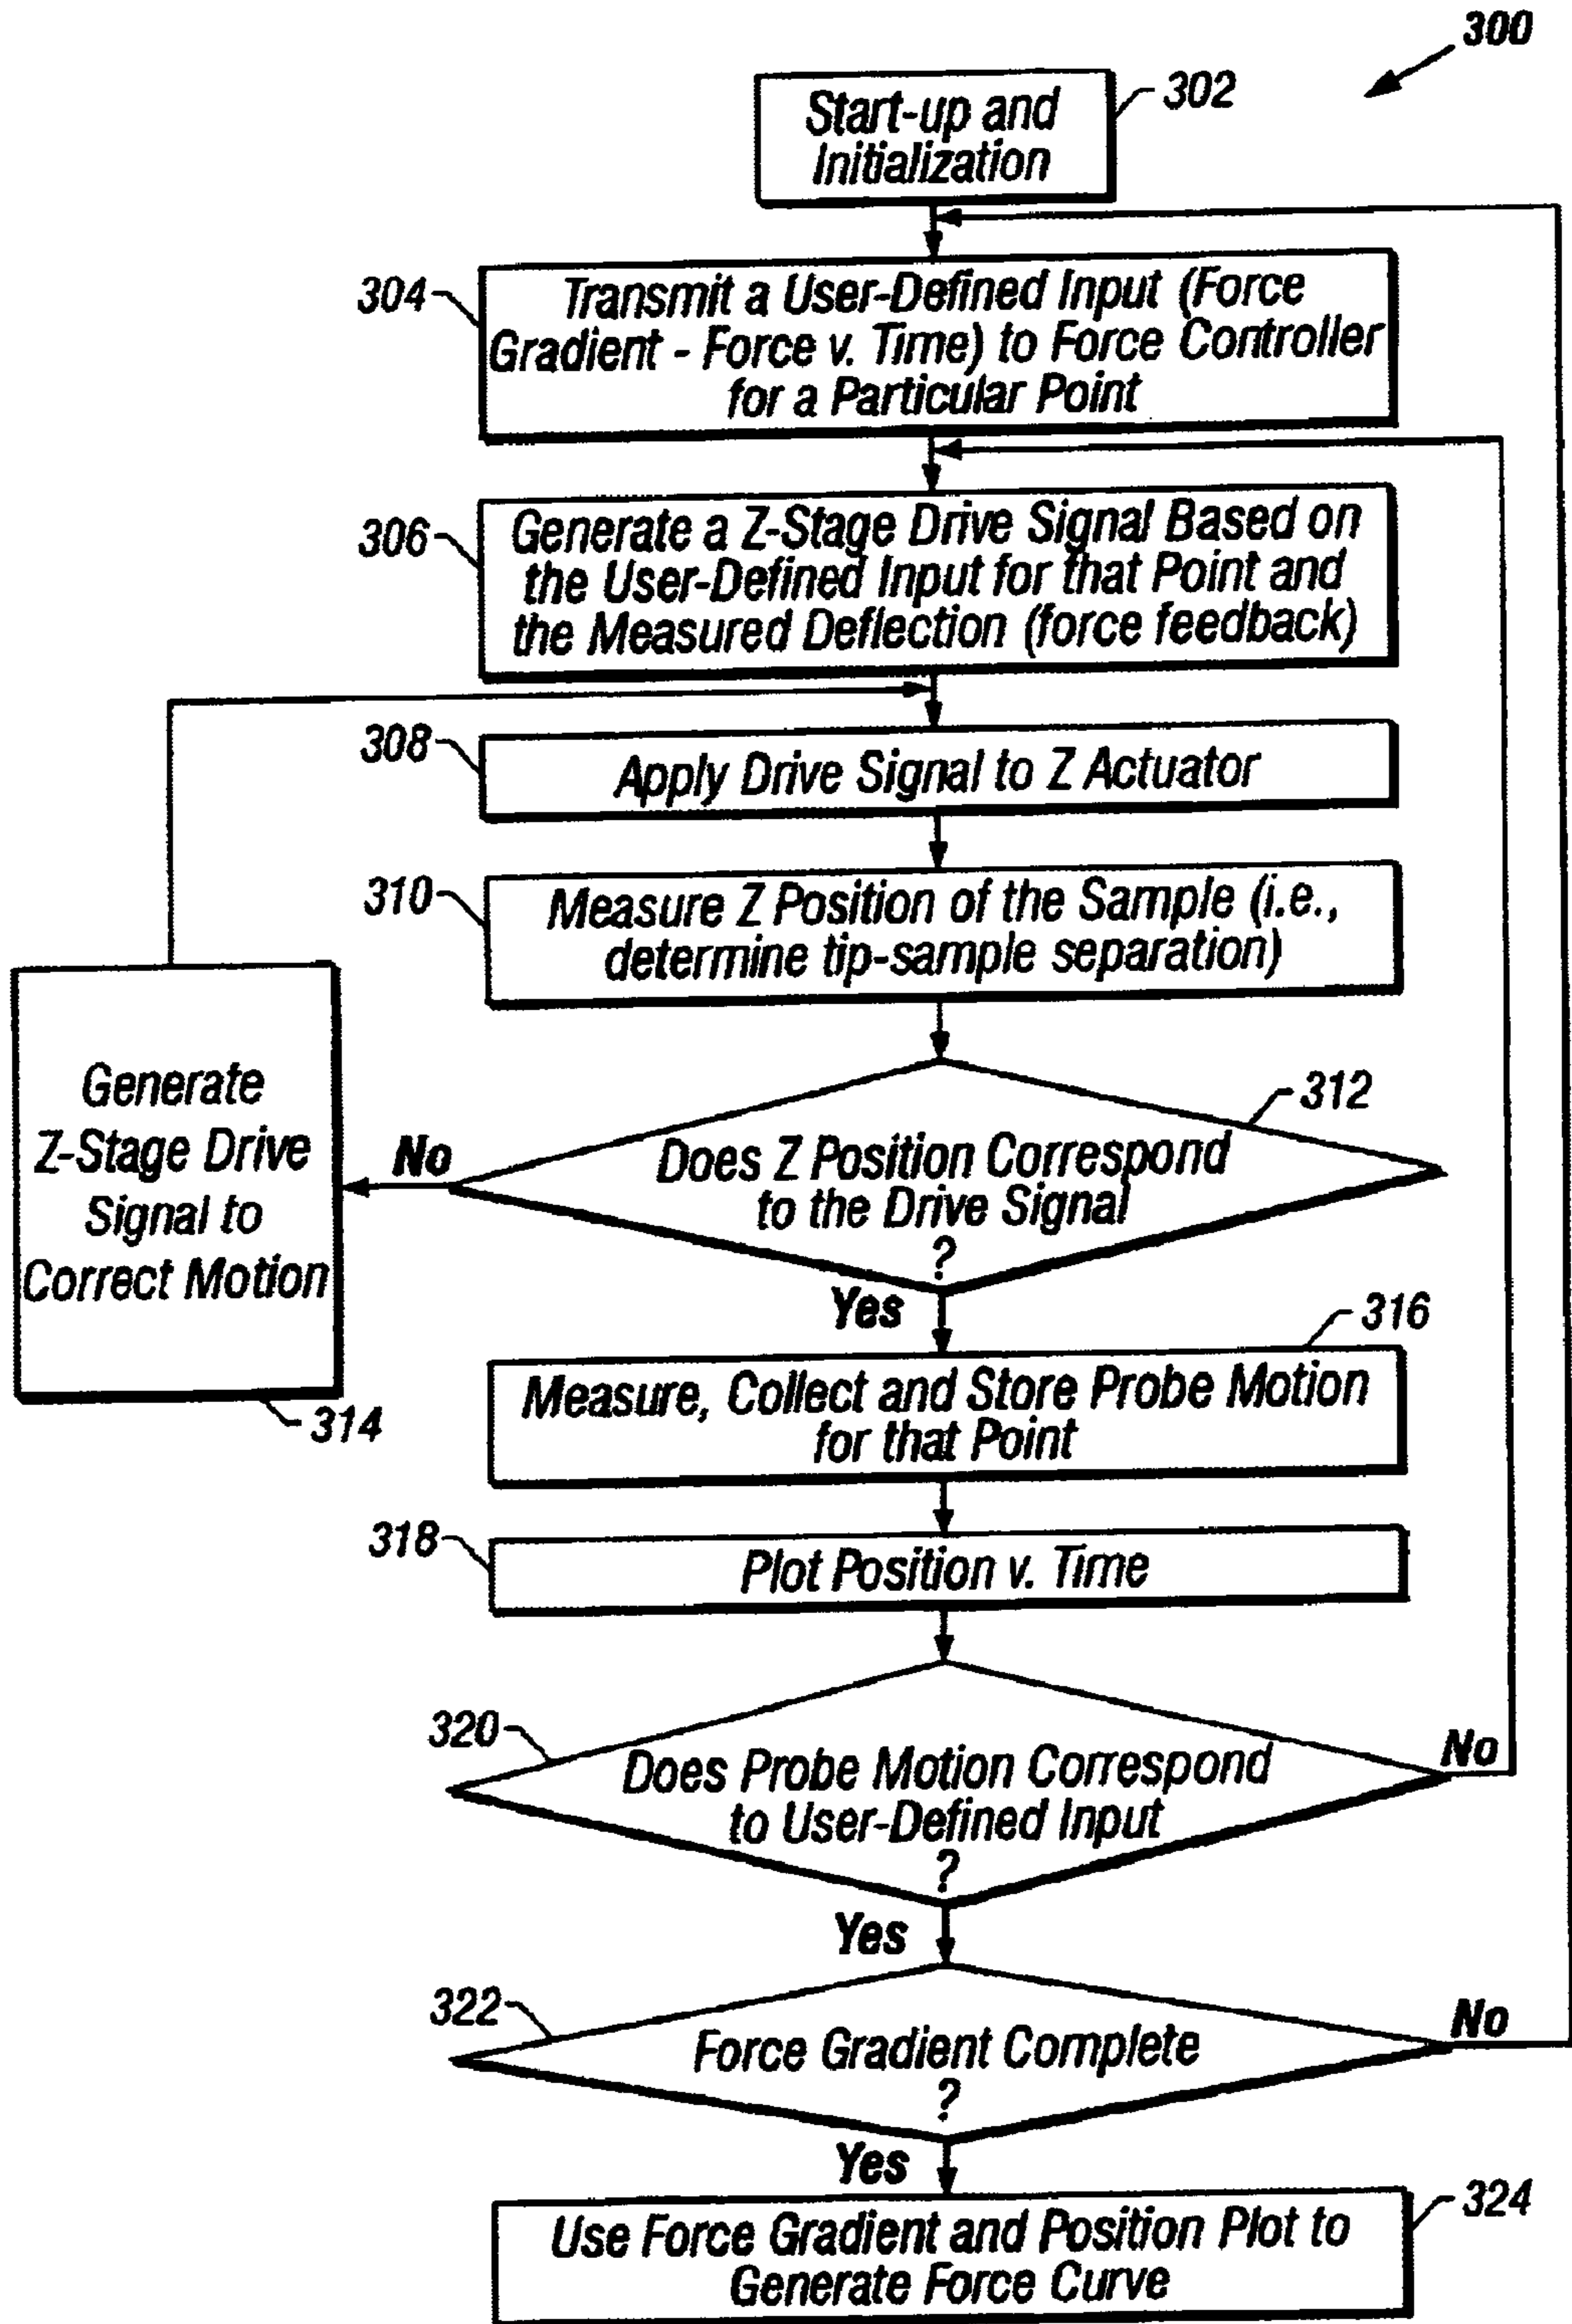 300
Start-up and
Initialization
302
304
Transmit a User-Defined Input (Force
Gradient - Force v. Time) to Force Controller
for a Particular Point
306
Generate a Z-Stage Drive Signal Based on
the User-Defined Input for that Point and
the Measured Deflection (force feedback)
308
Apply Drive Signal to Z Actuator
310
Measure Z Position of the Sample (i.e.,
determine tip-sample separation)
312
Does Z Position Correspond
to the Drive Signal
?
No
Generate
Z-Stage Drive
Signal to
Correct Motion
314
Yes
316
Measure, Collect and Store Probe Motion
for that Point
318
Plot Position v. Time
320
Does Probe Motion Correspond
to User-Defined Input
?
No
Yes
322
Force Gradient Complete
?
No
Yes
324
Use Force Gradient and Position Plot to
Generate Force Curve